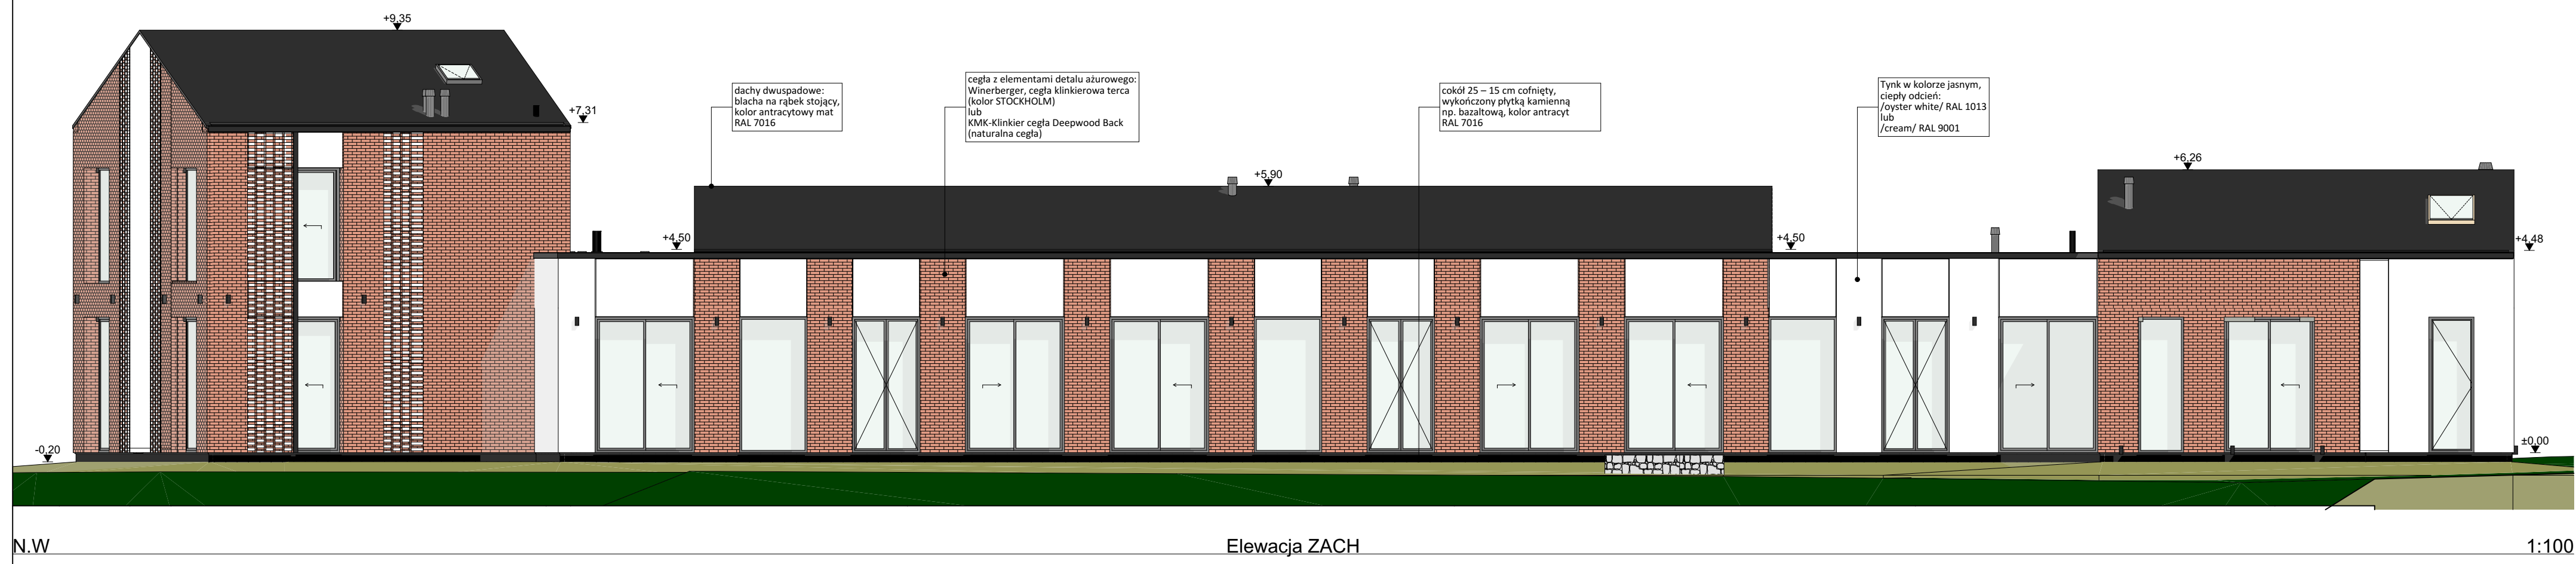 +9,35
+7,31
dachy dwuspadowe:
blacha na rąbek stojący,
kolor antracytowy mat
RAL 7016
cegła z elementami detalu ażurowego:
Winerberger, cegła klinkierowa terca
(kolor STOCKHOLM)
lub
KMK-Klinkier cegła Deepwood Back
(naturalna cegła)
cokół 25 – 15 cm cofnięty,
wykończony płytką kamienną
np. bazaltową, kolor antracyt
RAL 7016
Tynk w kolorze jasnym,
ciepły odcień:
/oyster white/ RAL 1013
lub
/cream/ RAL 9001
+5,90
+6,26
+4,50
+4,50
+4,48
-0,20
±0,00
N.W
Elewacja ZACH
1:100